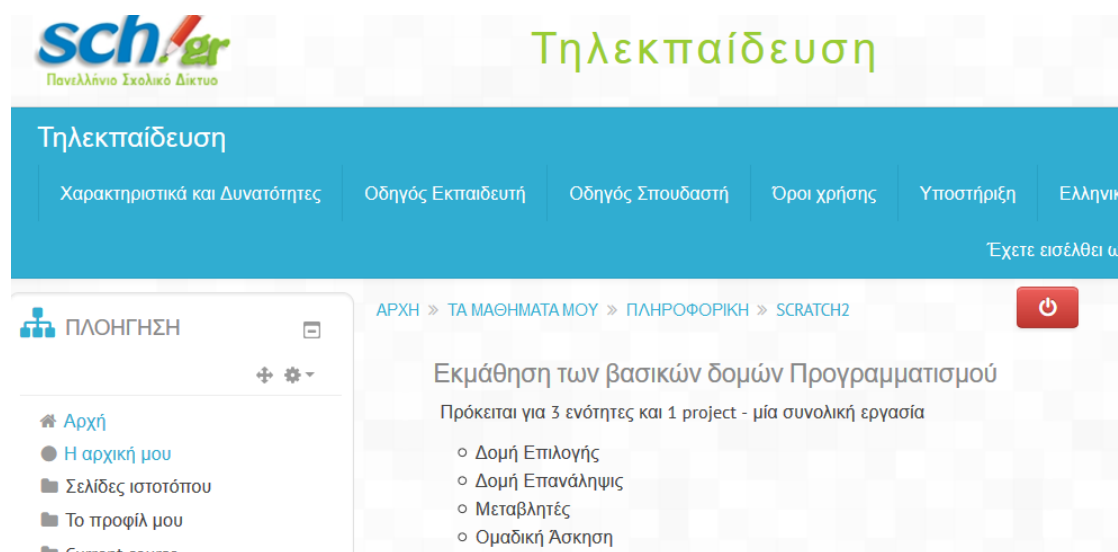 sch.gr
Πανελλήνιο Σχολικό Δίκτυο
Τηλεκπαίδευση
Τηλεκπαίδευση
Χαρακτηριστικά και Δυνατότητες Οδηγός Εκπαιδευτή Οδηγός Σπουδαστή Όροι χρήσης Υποστήριξη
Έχετε εισέλθει
ΠΛΟΗΓΗΣΗ
Αρχή
Η αρχική μου
Σελίδες ιστοτόπου
Το προφίλ μου
Current course
ΑΡΧΗ » ΤΑ ΜΑΘΗΜΑΤΑ ΜΟΥ » ΠΛΗΡΟΦΟΡΙΚΗ » SCRATCH2
Εκμάθηση των βασικών δομών Προγραμματισμού
Πρόκειται για 3 ενότητες και 1 project - μία συνολική εργασία
Δομή Επιλογής
Δομή Επανάληψις
Μεταβλητές
Ομαδική Άσκηση